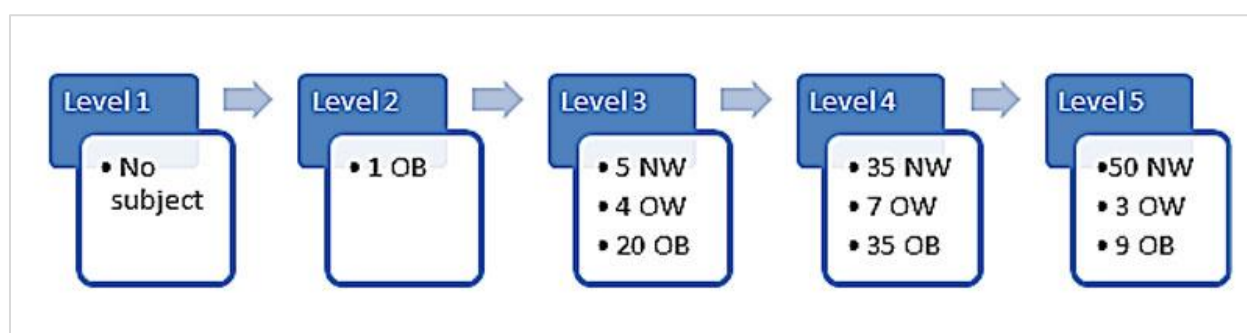 Level 1
• No
subject
Level 2
• 1 OB
Level 3
• 5 NW
• 4 OW
• 20 OB
Level 4
• 35 NW
• 7 OW
• 35 OB
Level 5
•50 NW
• 3 OW
• 9 OB